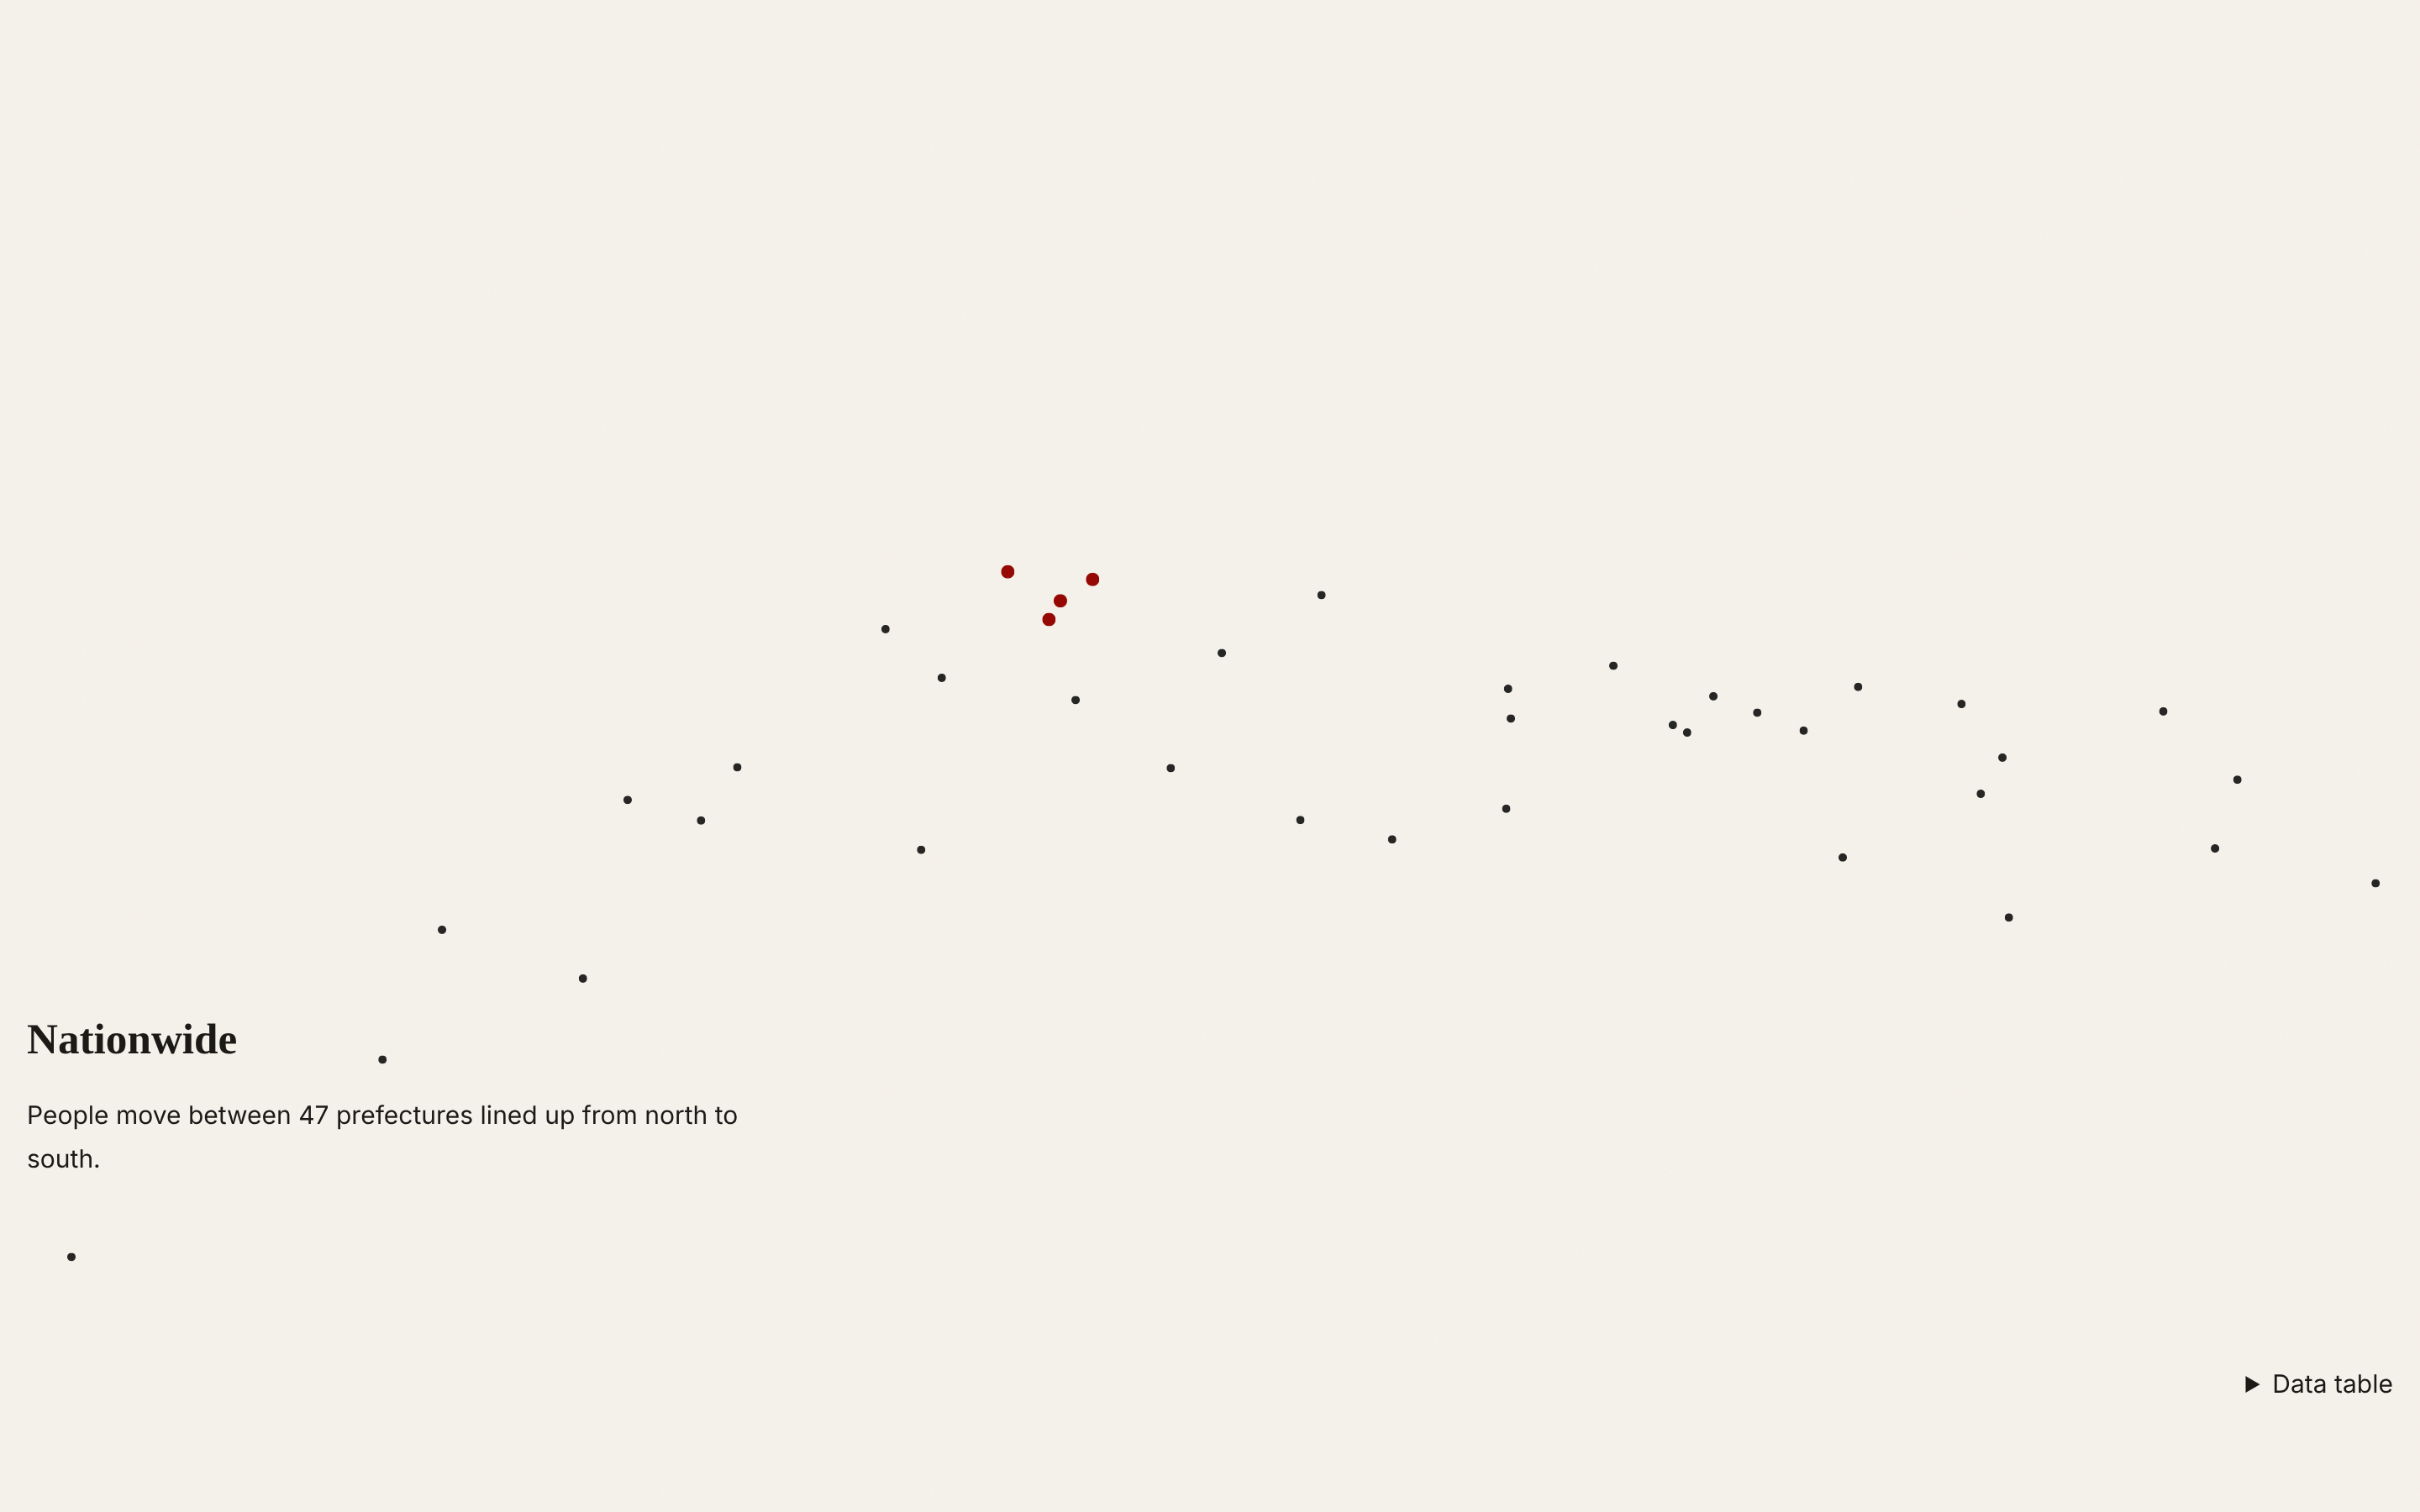 Nationwide
People move between 47 prefectures lined up from north to
south.
▶ Data table